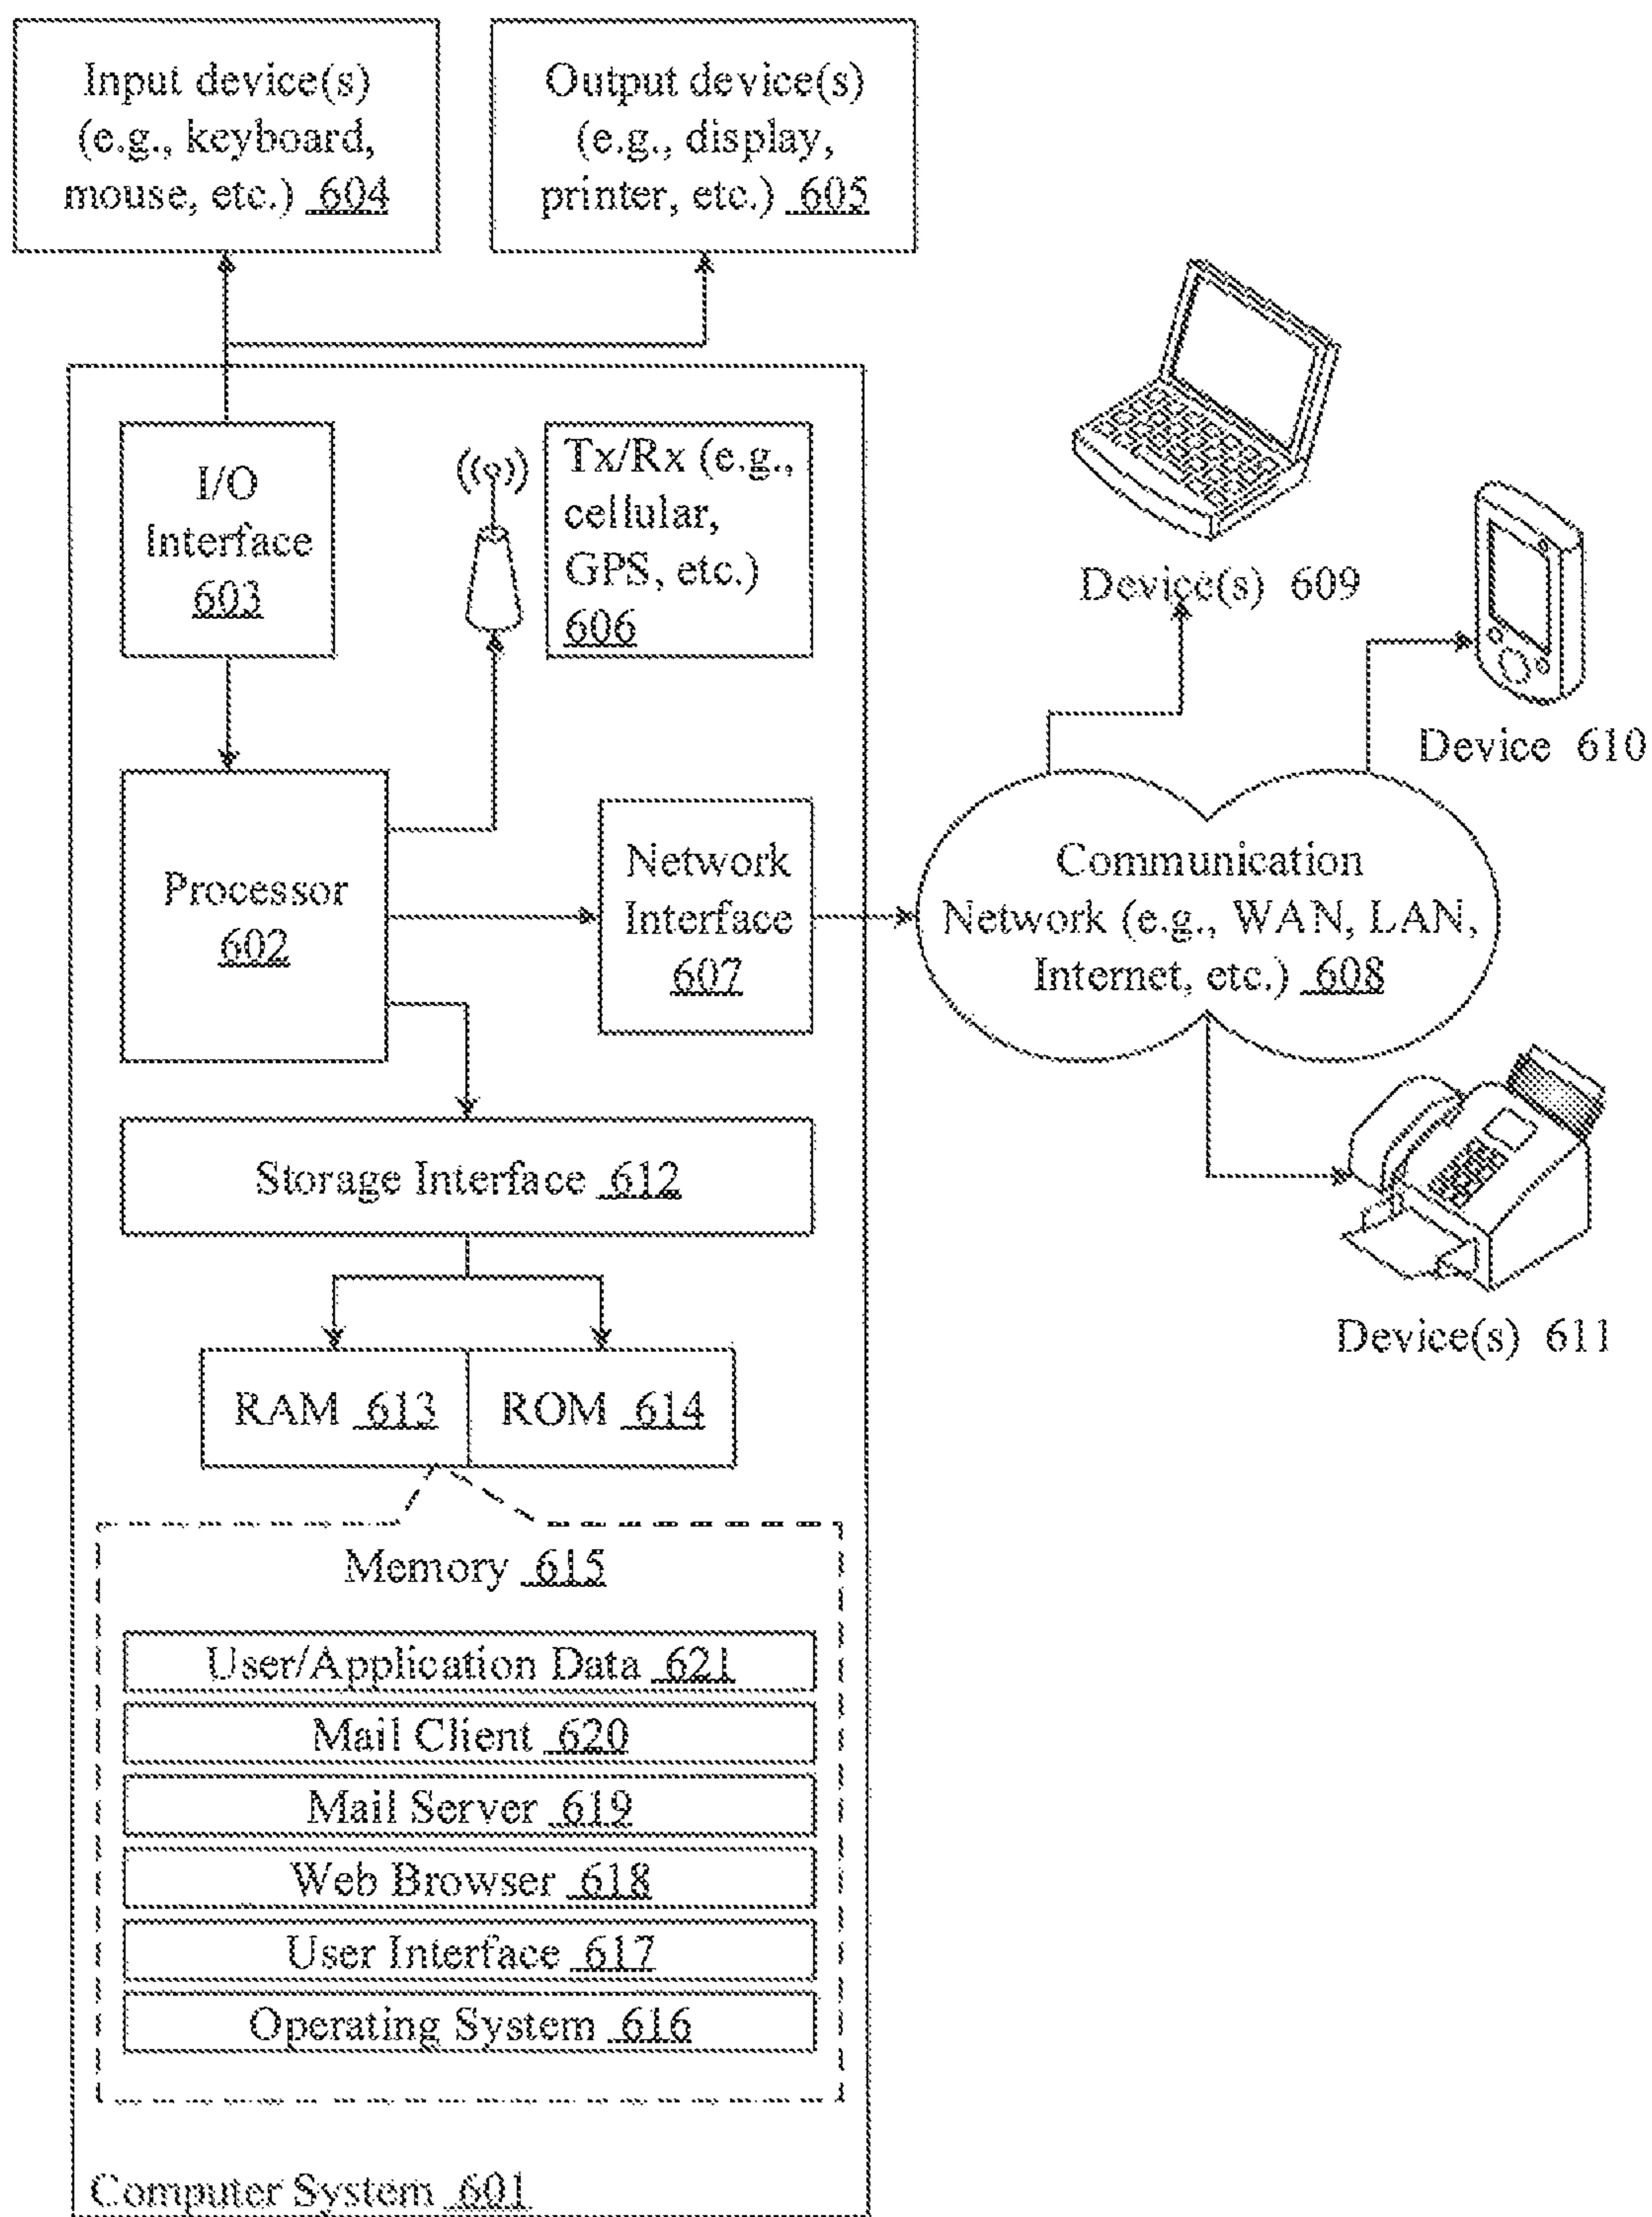 Input device(s)
(e.g., keyboard,
mouse, etc.) 604
Output device(s)
(e.g., display,
printer, etc.) 605
I/O
Interface
603
Tx/Rx (e.g.,
cellular,
GPS, etc.)
606
Device(s) 609
Device 610
Processor
602
Network
Interface
607
Communication
Network (e.g., WAN, LAN,
Internet, etc.) 608
Storage Interface 612
Device(s) 611
RAM 613
ROM 614
Memory 615
User/Application Data 621
Mail Client 620
Mail Server 619
Web Browser 618
User Interface 617
Operating System 616
Computer System 601